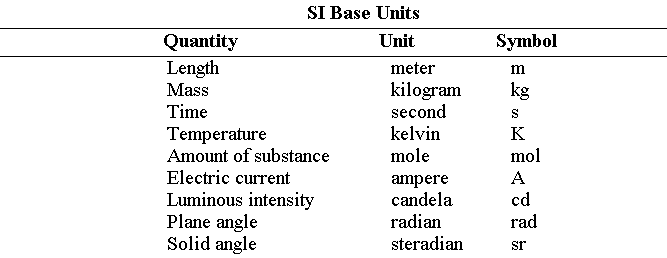 SI Base Units
Quantity Unit Symbol
Length meter m
Mass kilogram kg
Time second s
Temperature kelvin K
Amount of substance mole mol
Electric current ampere A
Luminous intensity candela cd
Plane angle radian rad
Solid angle steradian sr